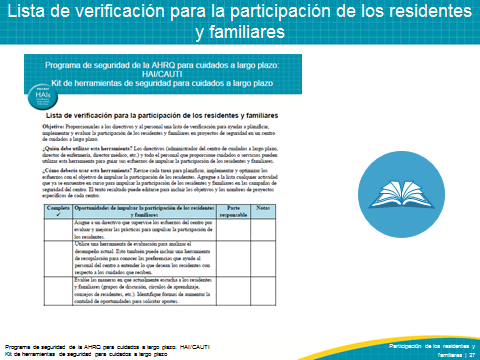 Lista de verificación para la participación de los residentes
y familiares
Programa de seguridad de la AHRQ para cuidados a largo plazo:
HAI/CAUTI
Kit de herramientas de seguridad para cuidados a largo plazo
HAIs
Lista de verificación para la participación de los residentes y familiares
Objetivo: Proporcionarles a los directivos y al personal una lista de verificación para ayudar a planificar,
implementar y evaluar la participación de los residentes y familiares en proyectos de seguridad en un centro
de cuidados a largo plazo.
¿Quién debe utilizar esta herramienta? Los directivos (administrador del centro de cuidados a largo plazo,
director de enfermería, director médico, etc.) y todo el personal que proporcione cuidados o servicios pueden
utilizar esta herramienta para guiar sus esfuerzos de impulsar la participación de los residentes y familiares.
¿Cómo debería usar esta herramienta? Revise cada tarea para planificar, implementar y optimizar los
esfuerzos con el objetivo de aumentar la participación de los residentes. Agregue a la lista cualquier actividad
que ya se encuentre en curso para impulsar la participación de los residentes y familiares en las campañas de
seguridad del centro. El texto resaltado puede editarse para incluir los objetivos y los nombres de proyectos
específicos de cada centro.
Completa ✓ Oportunidades de impulsar la participación de los residentes y familiares Parte responsable Notas
Asigne a un directivo que supervise los esfuerzos del centro por
evaluar y mejorar las prácticas para impulsar la participación de
los residentes.
Utilice una herramienta de evaluación para analizar el
desempeño actual. Esto también puede incluir una herramienta
de recopilación para conocer las preferencias que ayude al
personal del centro a entender lo que desean los residentes con
respecto a los cuidados que reciben.
Evalúe las maneras en que actualmente escucha a los residentes
y familiares (grupos de discusión, círculos de aprendizaje,
consejos de residentes, etc.). Identifique formas de aumentar la
cantidad de oportunidades para solicitar aportes.
Programa de seguridad de la AHRQ para cuidados a largo plazo: HAI/CAUTI
Kit de herramientas de seguridad para cuidados a largo plazo
Participación de los residentes y
familiares | 27